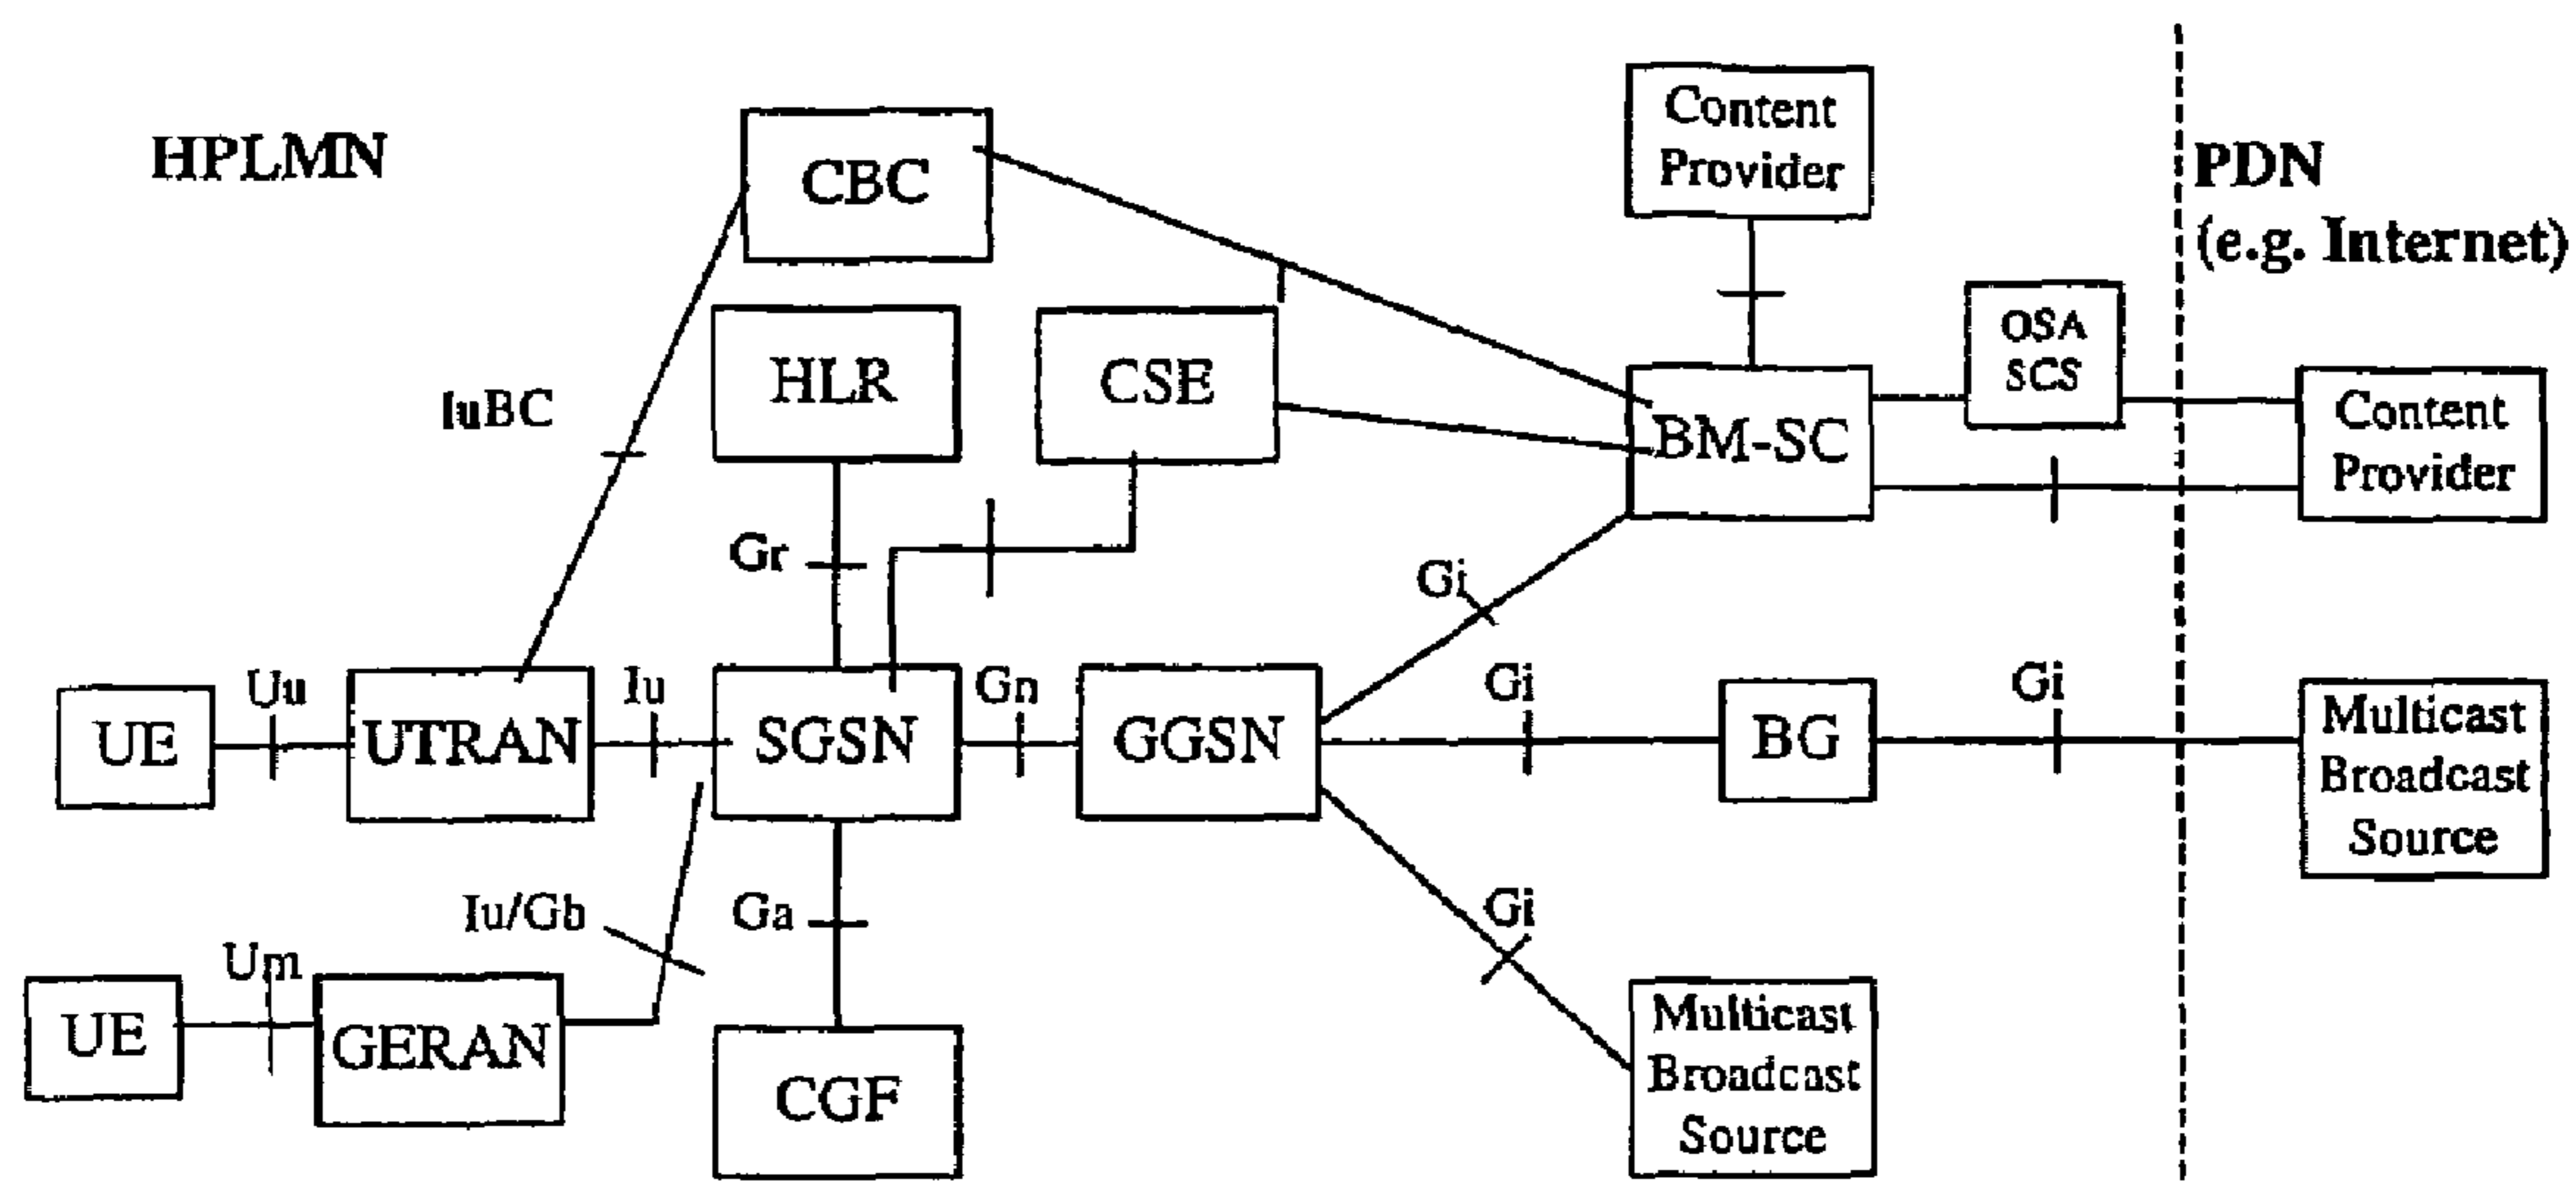 HPLMN
CBC
Content
Provider
PDN
(e.g. Internet)
HLR
CSE
OSA
SCS
IuBC
BM-SC
Content
Provider
Gr
Gi
Uu
Iu
Gn
Gi
Gi
UE
UTRAN
SGSN
GGSN
BG
Multicast
Broadcast
Source
Iu/Gb
Ga
Gi
Um
UE
GERAN
CGF
Multicast
Broadcast
Source